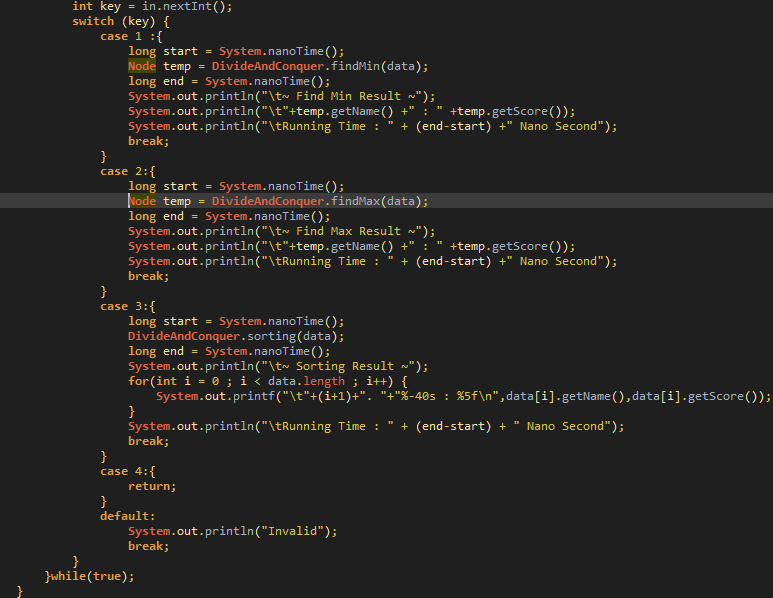 int key = in.nextInt();
switch (key) {
case 1 :{
long start = System.nanoTime();
Node temp = DivideAndConquer.findMin(data);
long end = System.nanoTime();
System.out.println("\t~ Find Min Result ~");
System.out.println("\t"+temp.getName() +" : " +temp.getScore());
System.out.println("\tRunning Time : " + (end-start) +" Nano Second");
break;
}
case 2:{
long start = System.nanoTime();
Node temp = DivideAndConquer.findMax(data);
long end = System.nanoTime();
System.out.println("\t~ Find Max Result ~");
System.out.println("\t"+temp.getName() +" : " +temp.getScore());
System.out.println("\tRunning Time : " + (end-start) +" Nano Second");
break;
}
case 3:{
long start = System.nanoTime();
DivideAndConquer.sorting(data);
long end = System.nanoTime();
System.out.println("\t~ Sorting Result ~");
for(int i = 0 ; i < data.length ; i++) {
System.out.printf("\t"+(i+1)+". "+"%-40s : %5f\n",data[i].getName(),data[i].getScore());
}
System.out.println("\tRunning Time : " + (end-start) + " Nano Second");
break;
}
case 4:{
return;
}
default:
System.out.println("Invalid");
break;
}
}while(true);
}